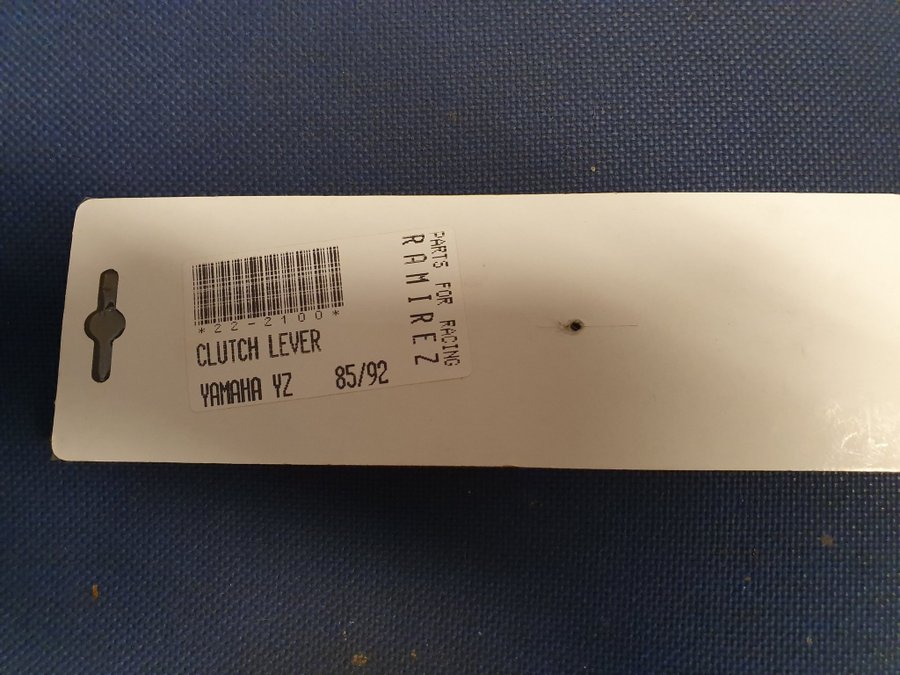 *22-2100*
CLUTCH LEVER
YAMAHA YZ 85/92
PARTS FOR RACING
RAMIREZ